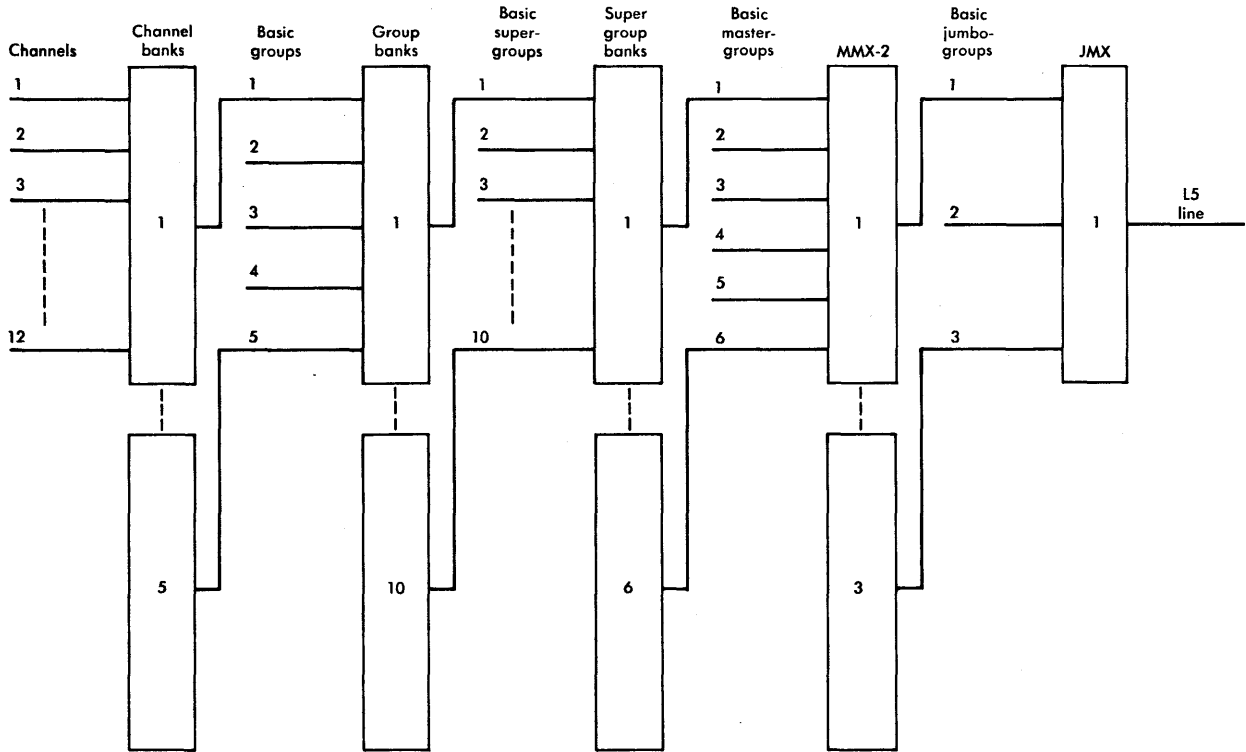 Channels
Channel
banks
Basic
groups
Group
banks
Basic
super-
groups
Super
group
banks
Basic
master-
groups
MMX-2
Basic
jumbo-
groups
JMX
1
2
3
12
1
5
1
2
3
4
5
1
10
1
2
3
10
1
6
1
2
3
4
5
6
1
3
1
2
3
1
L5
line